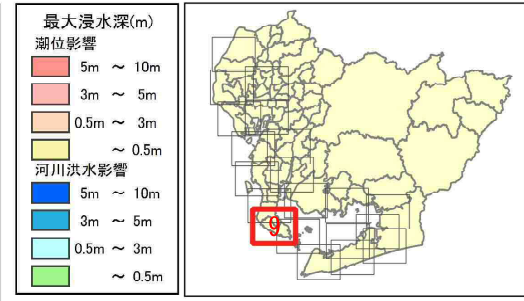 最大浸水深(m)
潮位影響
5m ～ 10m
3m ～ 5m
0.5m ～ 3m
～ 0.5m
河川洪水影響
5m ～ 10m
3m ～ 5m
0.5m ～ 3m
～ 0.5m
9